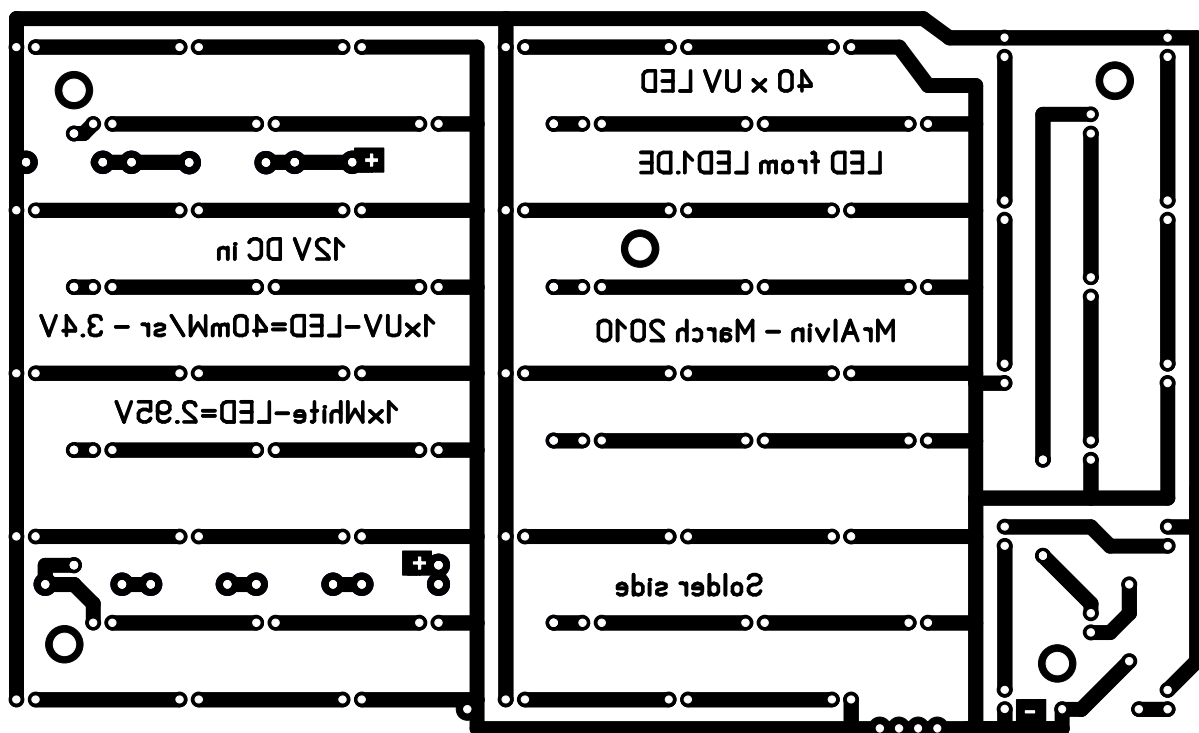 40 x UV LED
LED from LED1.DE
12V DC in
1xUV-LED=40mW/sr - 3.4V
MrAlvin - March 2010
1xWhite-LED=2.95V
Solder side
+
+
-